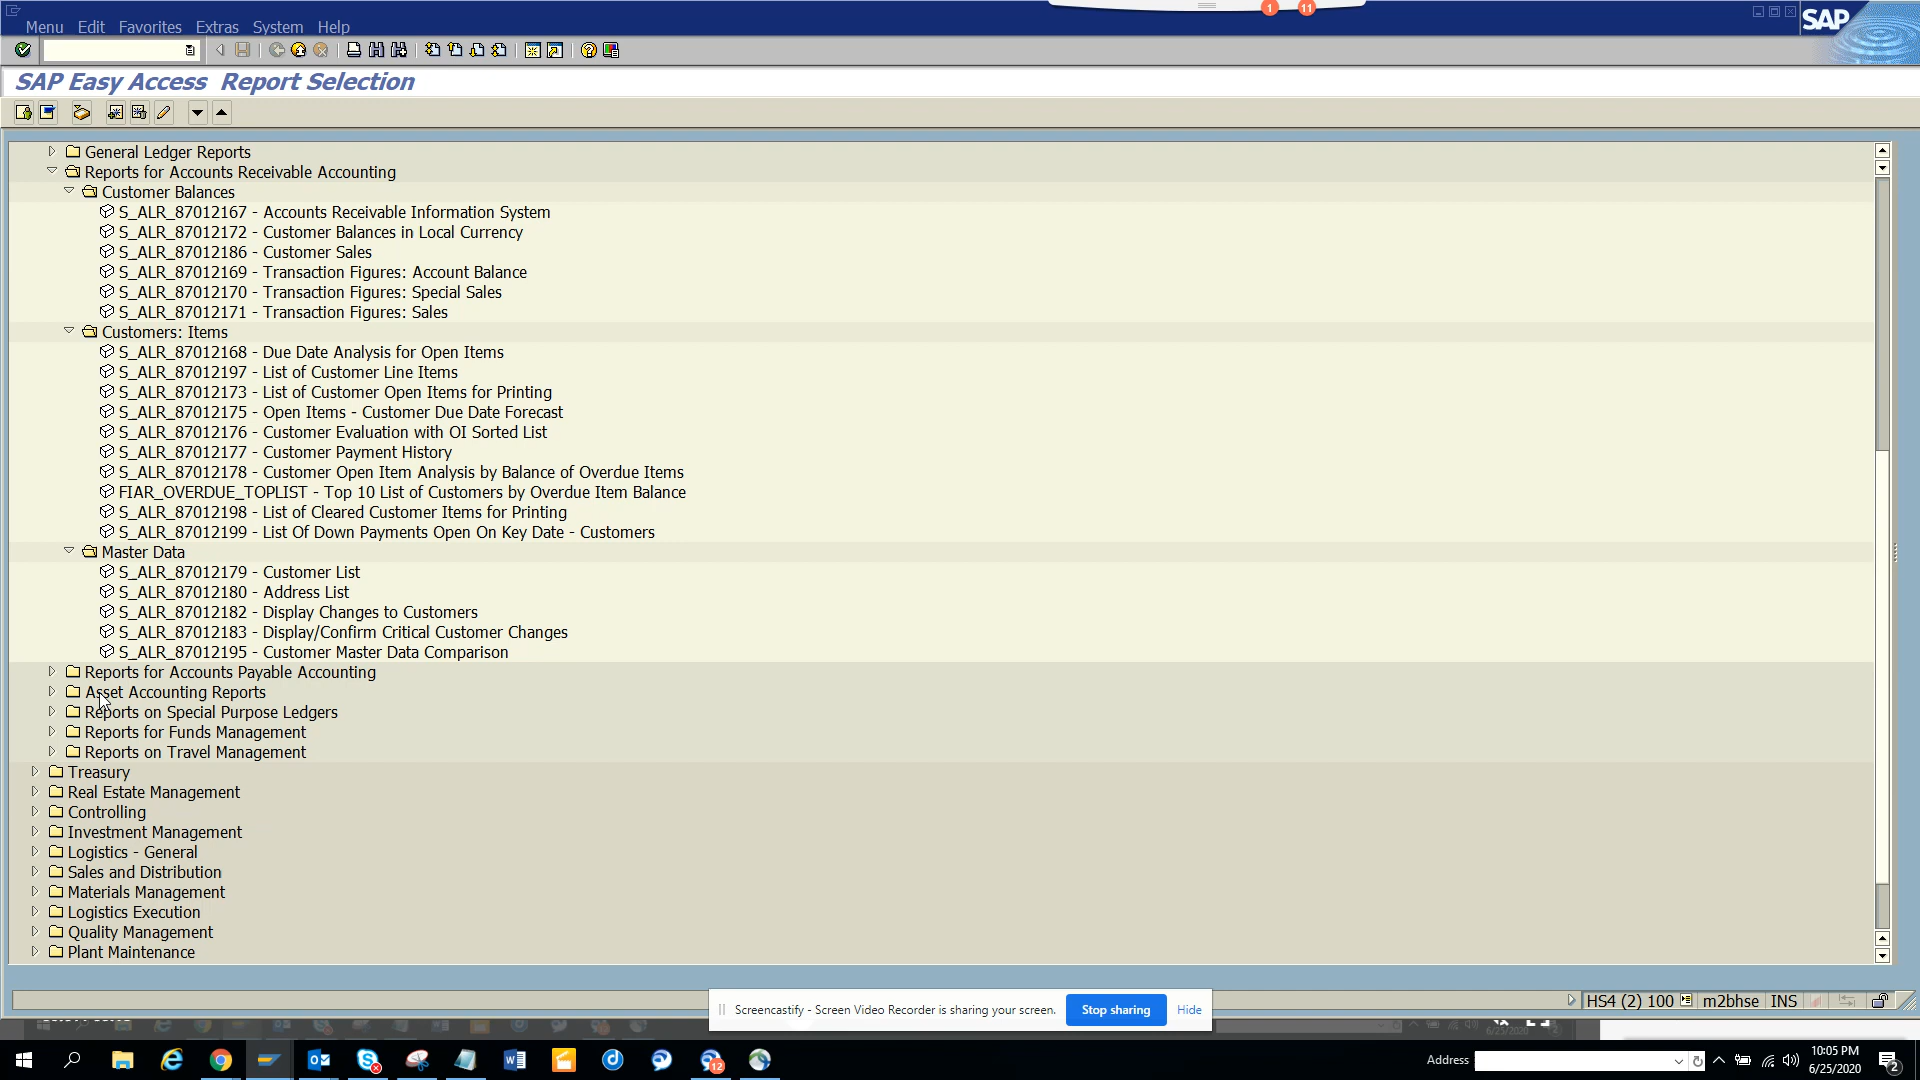 1
11
Menu Edit Favorites Extras System Help
SAP
SAP Easy Access Report Selection
General Ledger Reports
Reports for Accounts Receivable Accounting
Customer Balances
S_ALR_87012167 - Accounts Receivable Information System
S_ALR_87012172 - Customer Balances in Local Currency
S_ALR_87012186 - Customer Sales
S_ALR_87012169 - Transaction Figures: Account Balance
S_ALR_87012170 - Transaction Figures: Special Sales
S_ALR_87012171 - Transaction Figures: Sales
Customers: Items
S_ALR_87012168 - Due Date Analysis for Open Items
S_ALR_87012197 - List of Customer Line Items
S_ALR_87012173 - List of Customer Open Items for Printing
S_ALR_87012175 - Open Items - Customer Due Date Forecast
S_ALR_87012176 - Customer Evaluation with OI Sorted List
S_ALR_87012177 - Customer Payment History
S_ALR_87012178 - Customer Open Item Analysis by Balance of Overdue Items
FIAR_OVERDUE_TOPLIST - Top 10 List of Customers by Overdue Item Balance
S_ALR_87012198 - List of Cleared Customer Items for Printing
S_ALR_87012199 - List Of Down Payments Open On Key Date - Customers
Master Data
S_ALR_87012179 - Customer List
S_ALR_87012180 - Address List
S_ALR_87012182 - Display Changes to Customers
S_ALR_87012183 - Display/Confirm Critical Customer Changes
S_ALR_87012195 - Customer Master Data Comparison
Reports for Accounts Payable Accounting
Asset Accounting Reports
Reports on Special Purpose Ledgers
Reports for Funds Management
Reports on Travel Management
Treasury
Real Estate Management
Controlling
Investment Management
Logistics - General
Sales and Distribution
Materials Management
Logistics Execution
Quality Management
Plant Maintenance
Screencastify - Screen Video Recorder is sharing your screen. Stop sharing Hide
HS4 (2) 100 m2bhse INS
12
Address
10:05 PM
6/25/2020
2